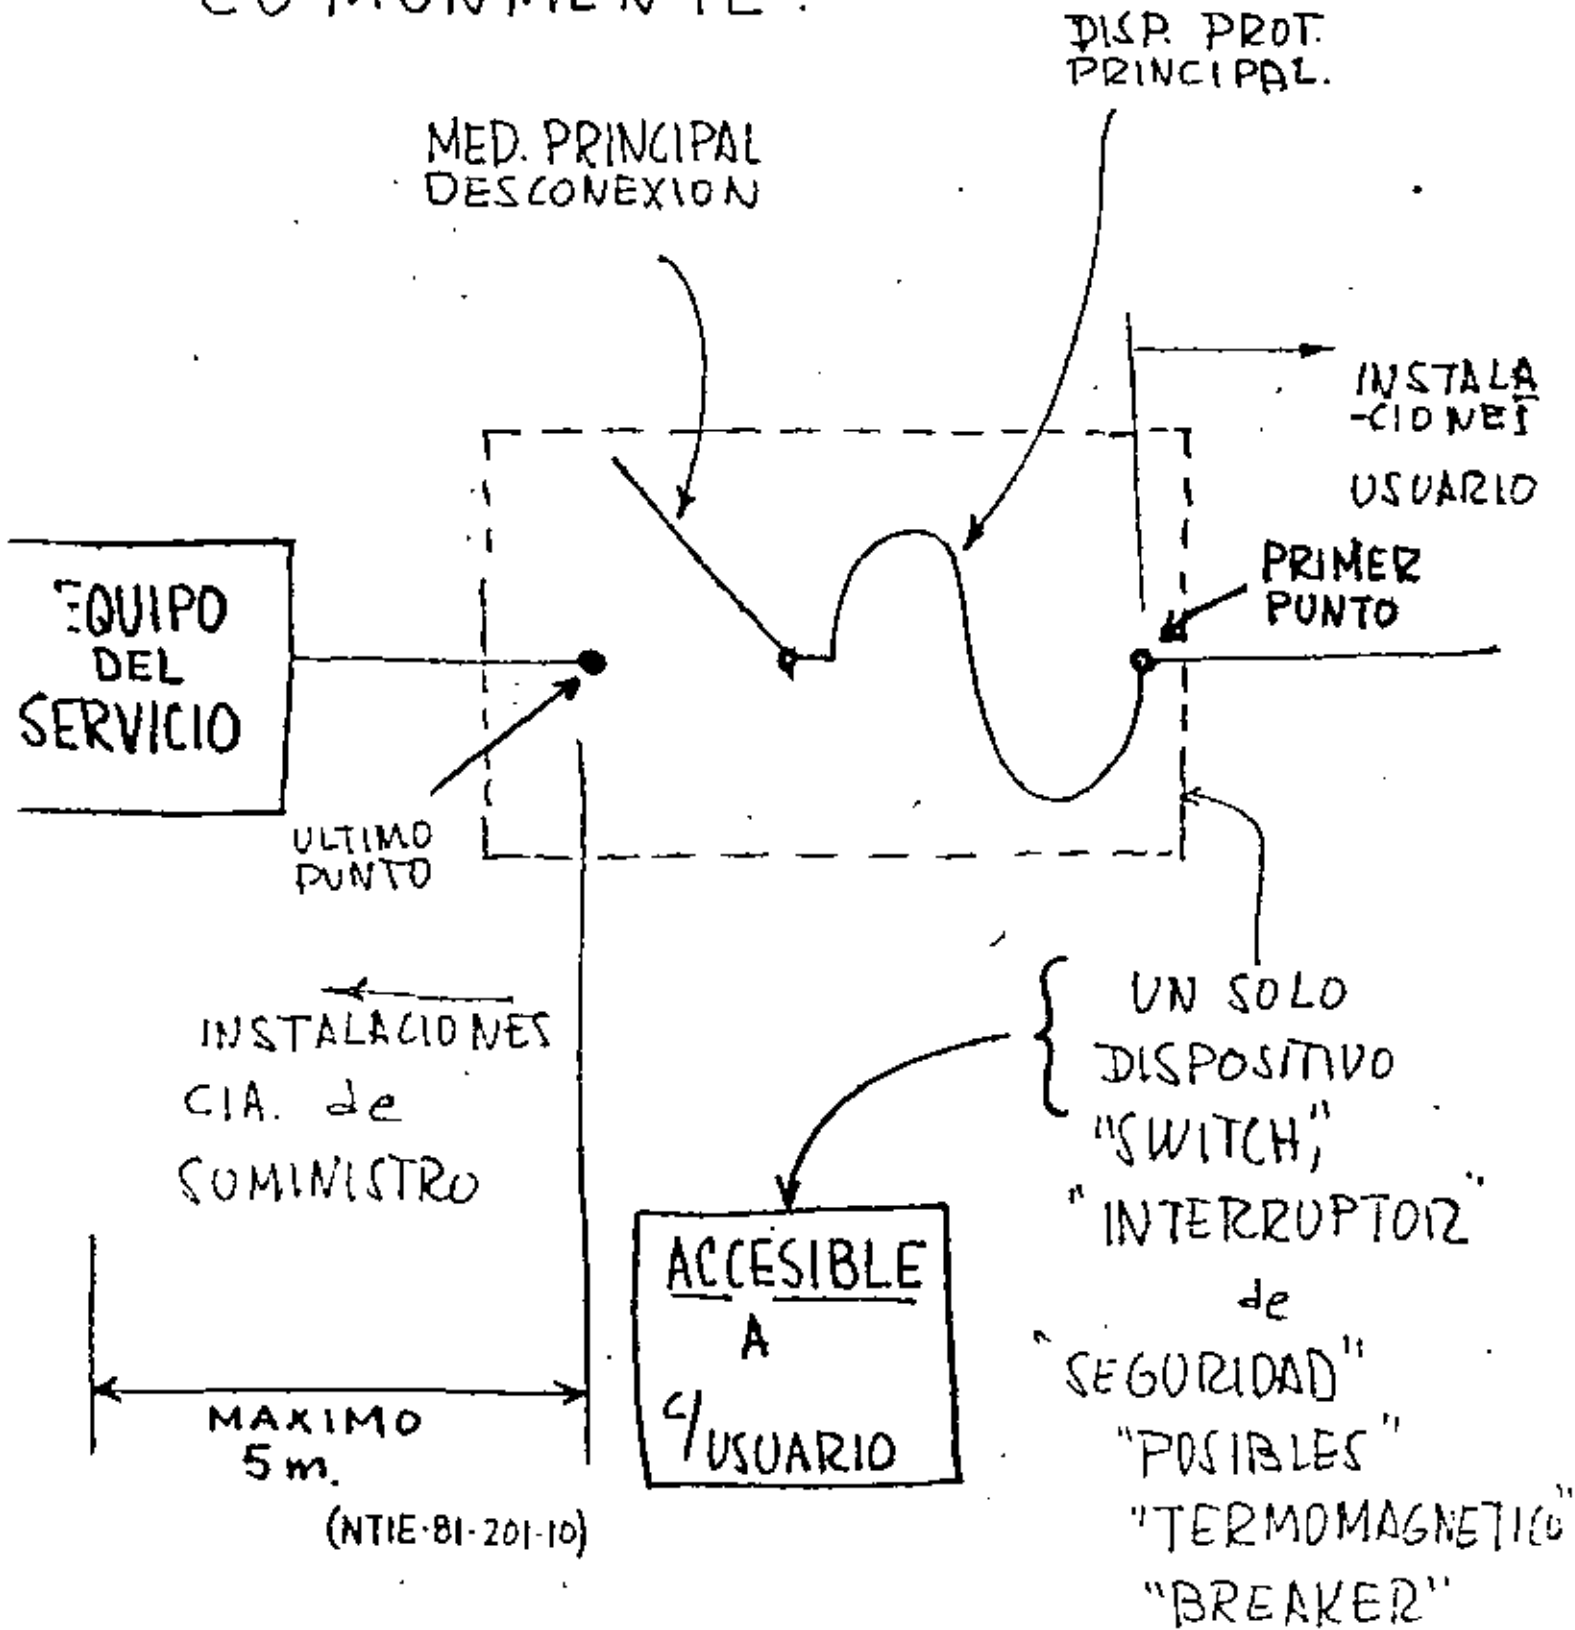 COMUNMENTE:
DISP. PROT.
PRINCIPAL.
MED. PRINCIPAL
DESCONEXION
INSTALA
-CIONES
USUARIO
PRIMER
PUNTO
EQUIPO
DEL
SERVICIO
ULTIMO
PUNTO
INSTALACIONES
CIA. de
SUMINISTRO
UN SOLO
DISPOSITIVO
"SWITCH,"
"INTERRUPTOR"
de
"SEGURIDAD"
"POSIBLES"
"TERMOMAGNETICO"
"BREAKER"
ACCESIBLE
A
c/USUARIO
MAXIMO
5 m.
(NTIE-81-201-10)